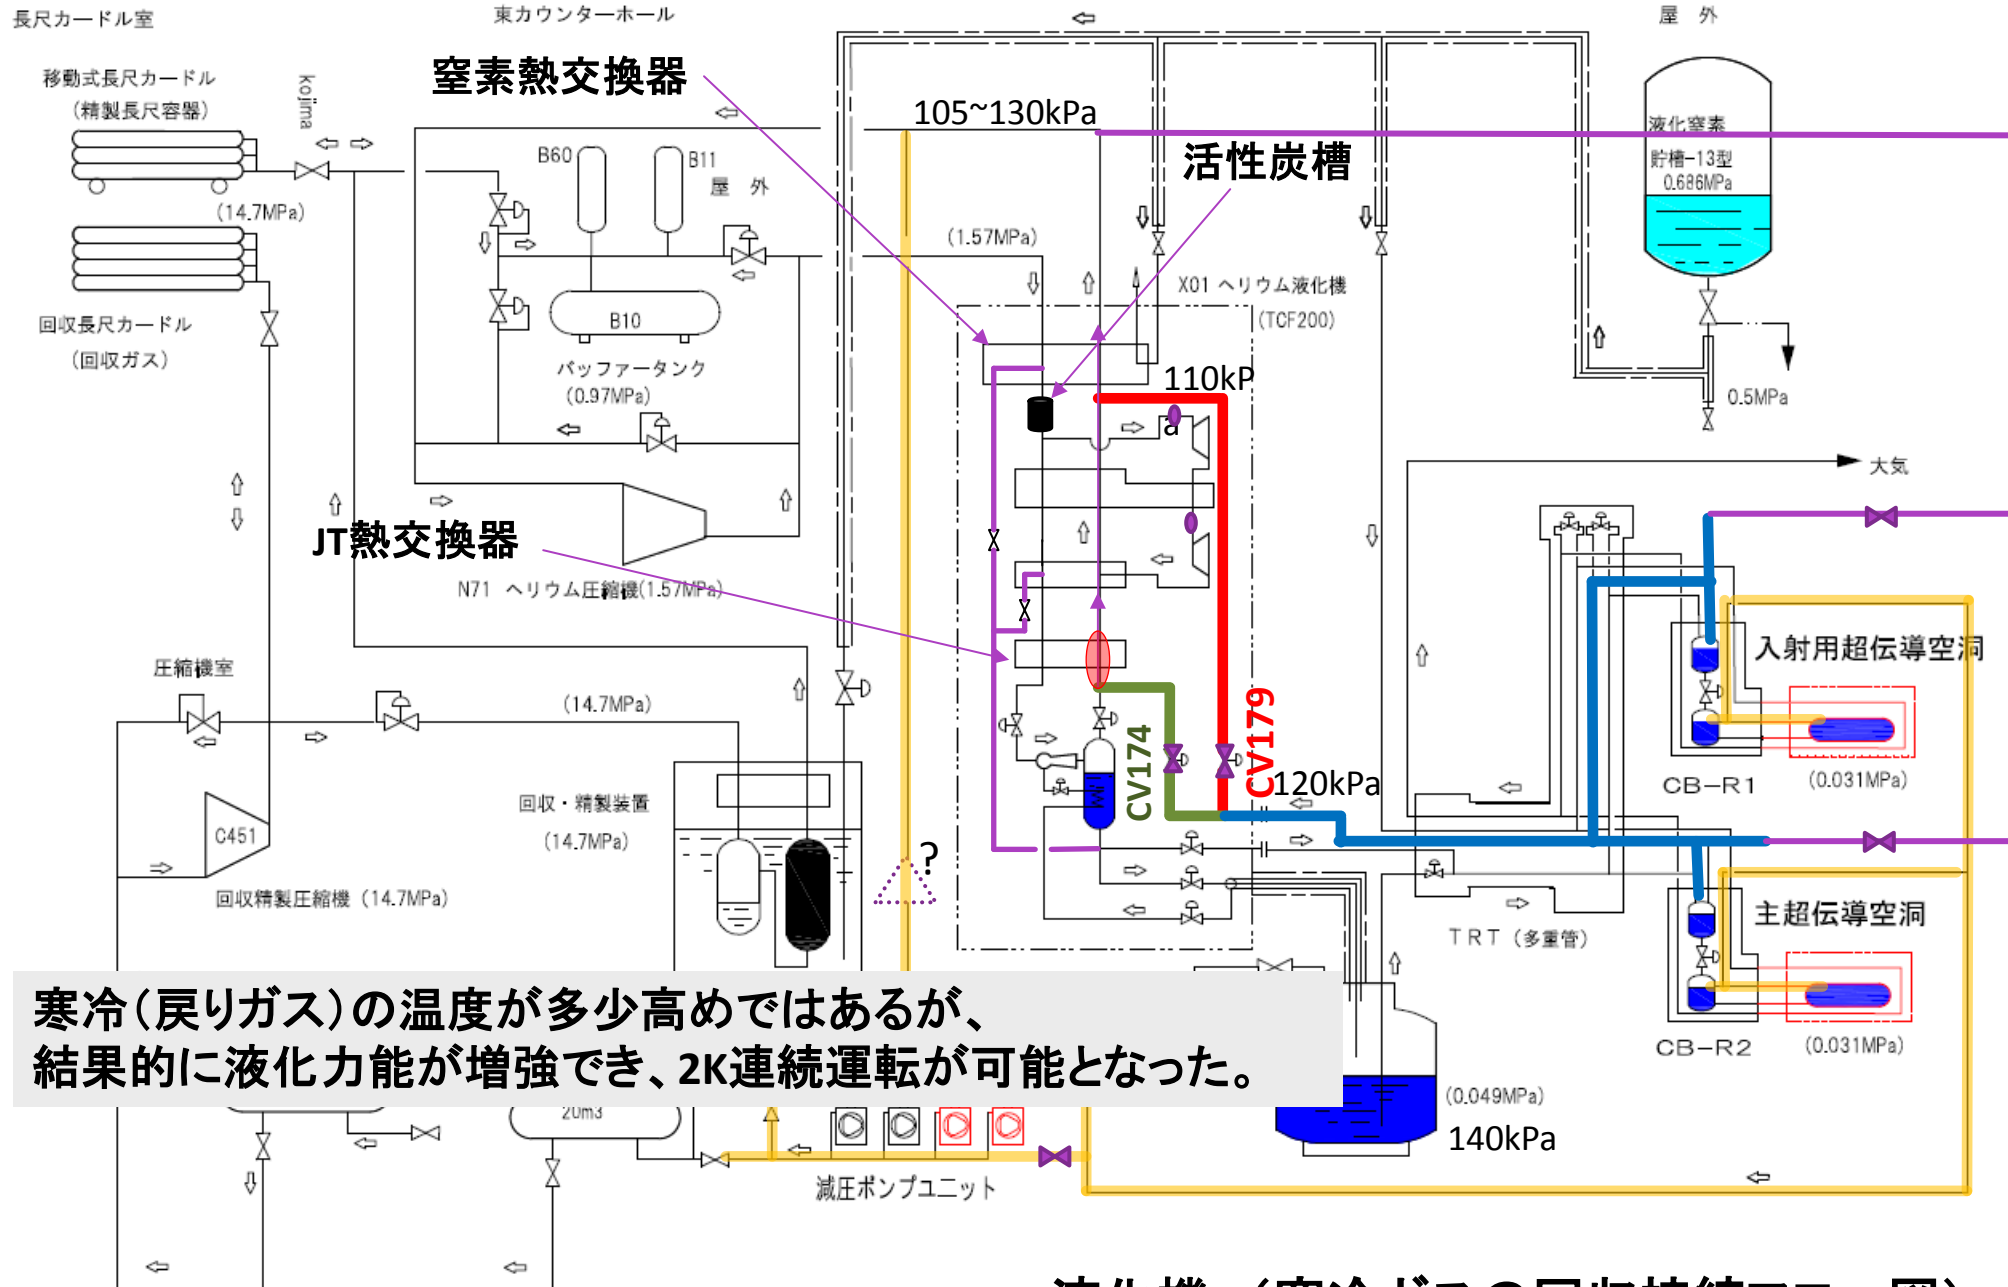 長尺カードル室
東カウンターホール
屋　外
移動式長尺カードル
(精製長尺容器)
kojima
窒素熱交換器
105~130kPa
活性炭槽
液化窒素
貯槽-13型
0.686MPa
B60
B11
屋　外
(14.7MPa)
(1.57MPa)
X01 ヘリウム液化機
(TCF200)
回収長尺カードル
(回収ガス)
B10
バッファータンク
(0.97MPa)
110kP
a
0.5MPa
大気
JT熱交換器
N71 ヘリウム圧縮機(1.57MPa)
圧縮機室
(14.7MPa)
入射用超伝導空洞
CV174
CV179
120kPa
CB-R1
(0.031MPa)
回収・精製装置
(14.7MPa)
C451
回収精製圧縮機 (14.7MPa)
?
TRT (多重管)
主超伝導空洞
CB-R2
(0.031MPa)
寒冷(戻りガス)の温度が多少高めではあるが、
結果的に液化力能が増強でき、2K連続運転が可能となった。
20m3
(0.049MPa)
140kPa
減圧ポンプユニット